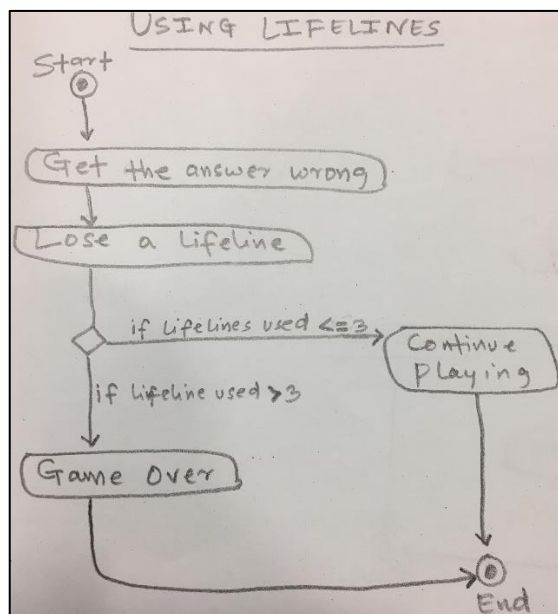 USING LIFELINES
Start
Get the answer wrong
Lose a lifeline
if lifelines used <=3
Continue
Playing
if lifeline used >3
Game Over
End